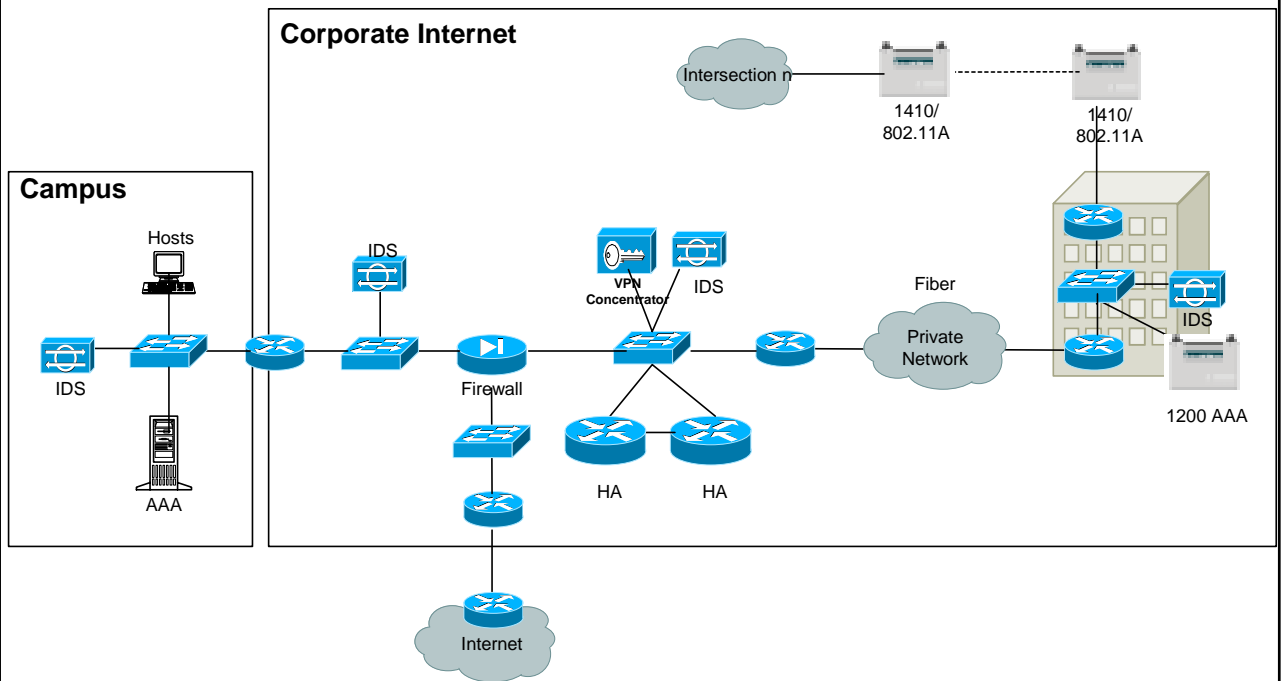 Corporate Internet
Intersection n
1410/
802.11A
1410/
802.11A
Campus
Hosts
IDS
AAA
IDS
Firewall
VPN
Concentrator
IDS
HA
HA
Fiber
Private
Network
IDS
1200 AAA
Internet